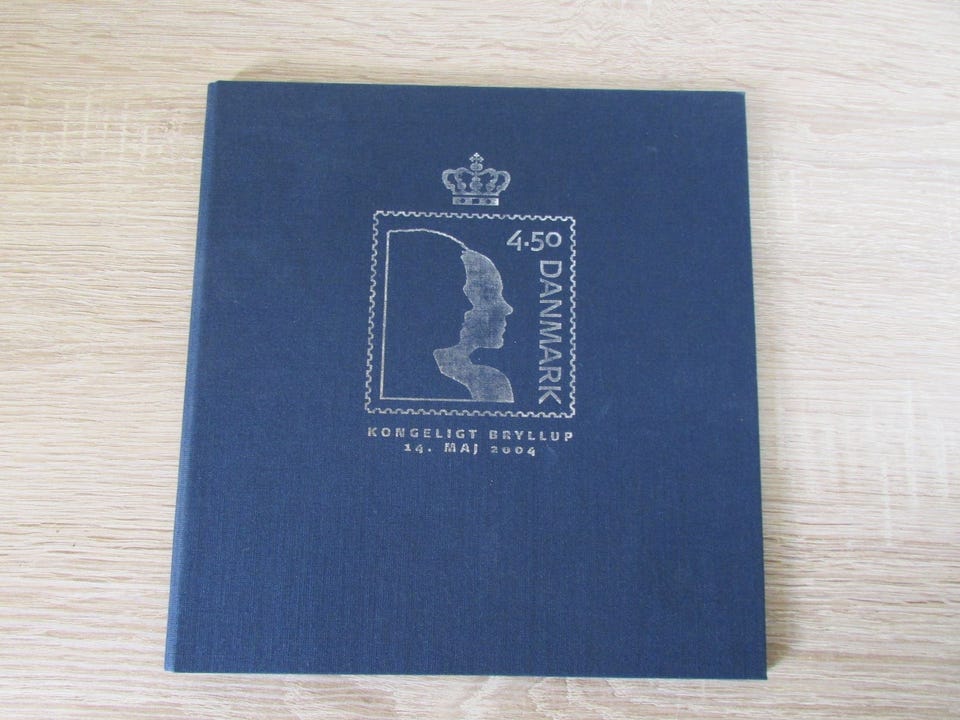 4.50
DANMARK
KONGELIGT BRYLLUP
14. MAJ 2004